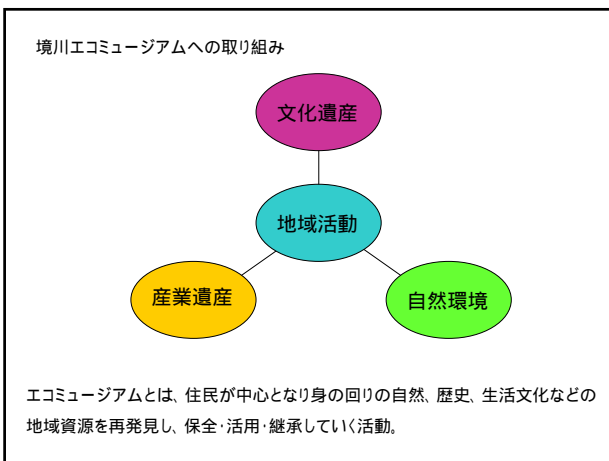 境川エコミュージアムへの取り組み
文化遺産
地域活動
産業遺産
自然環境
エコミュージアムとは、住民が中心となり身の回りの自然、歴史、生活文化などの
地域資源を再発見し、保全・活用・継承していく活動。